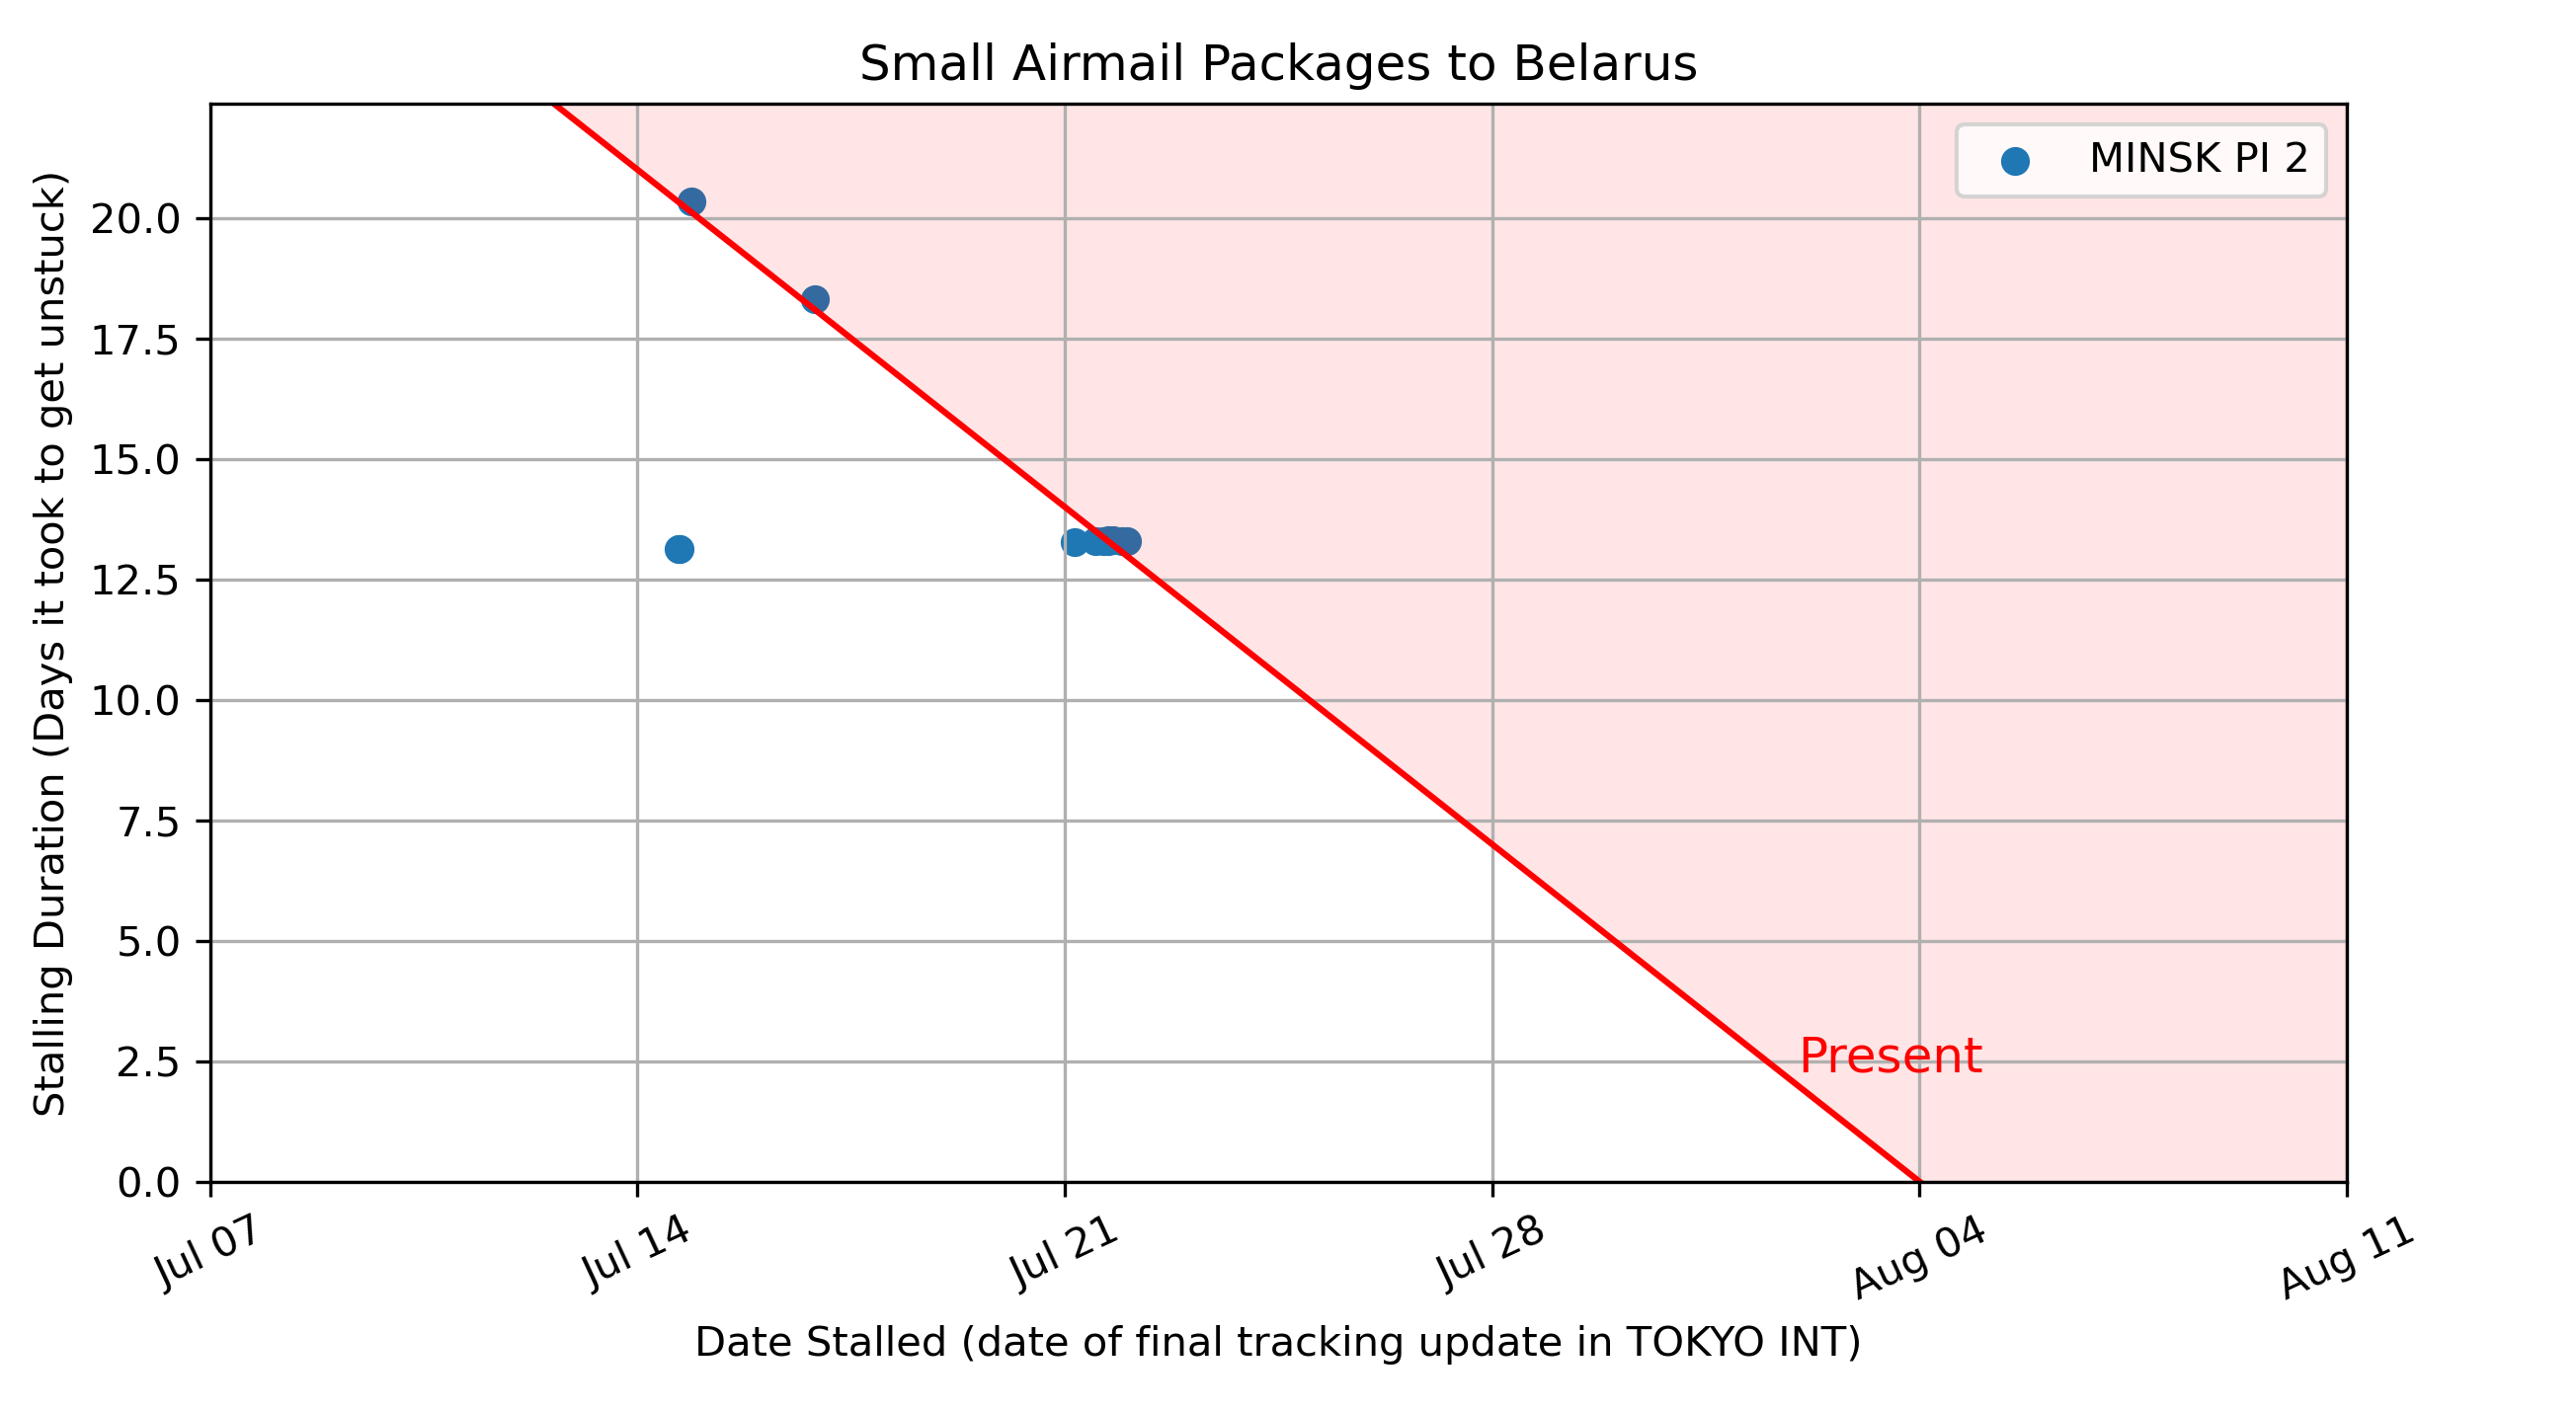 Small Airmail Packages to Belarus
MINSK PI 2
Stalling Duration (Days it took to get unstuck)
20.0
17.5
15.0
12.5
10.0
7.5
5.0
2.5
0.0
Present
Jul 07
Jul 14
Jul 21
Jul 28
Aug 04
Aug 11
Date Stalled (date of final tracking update in TOKYO INT)